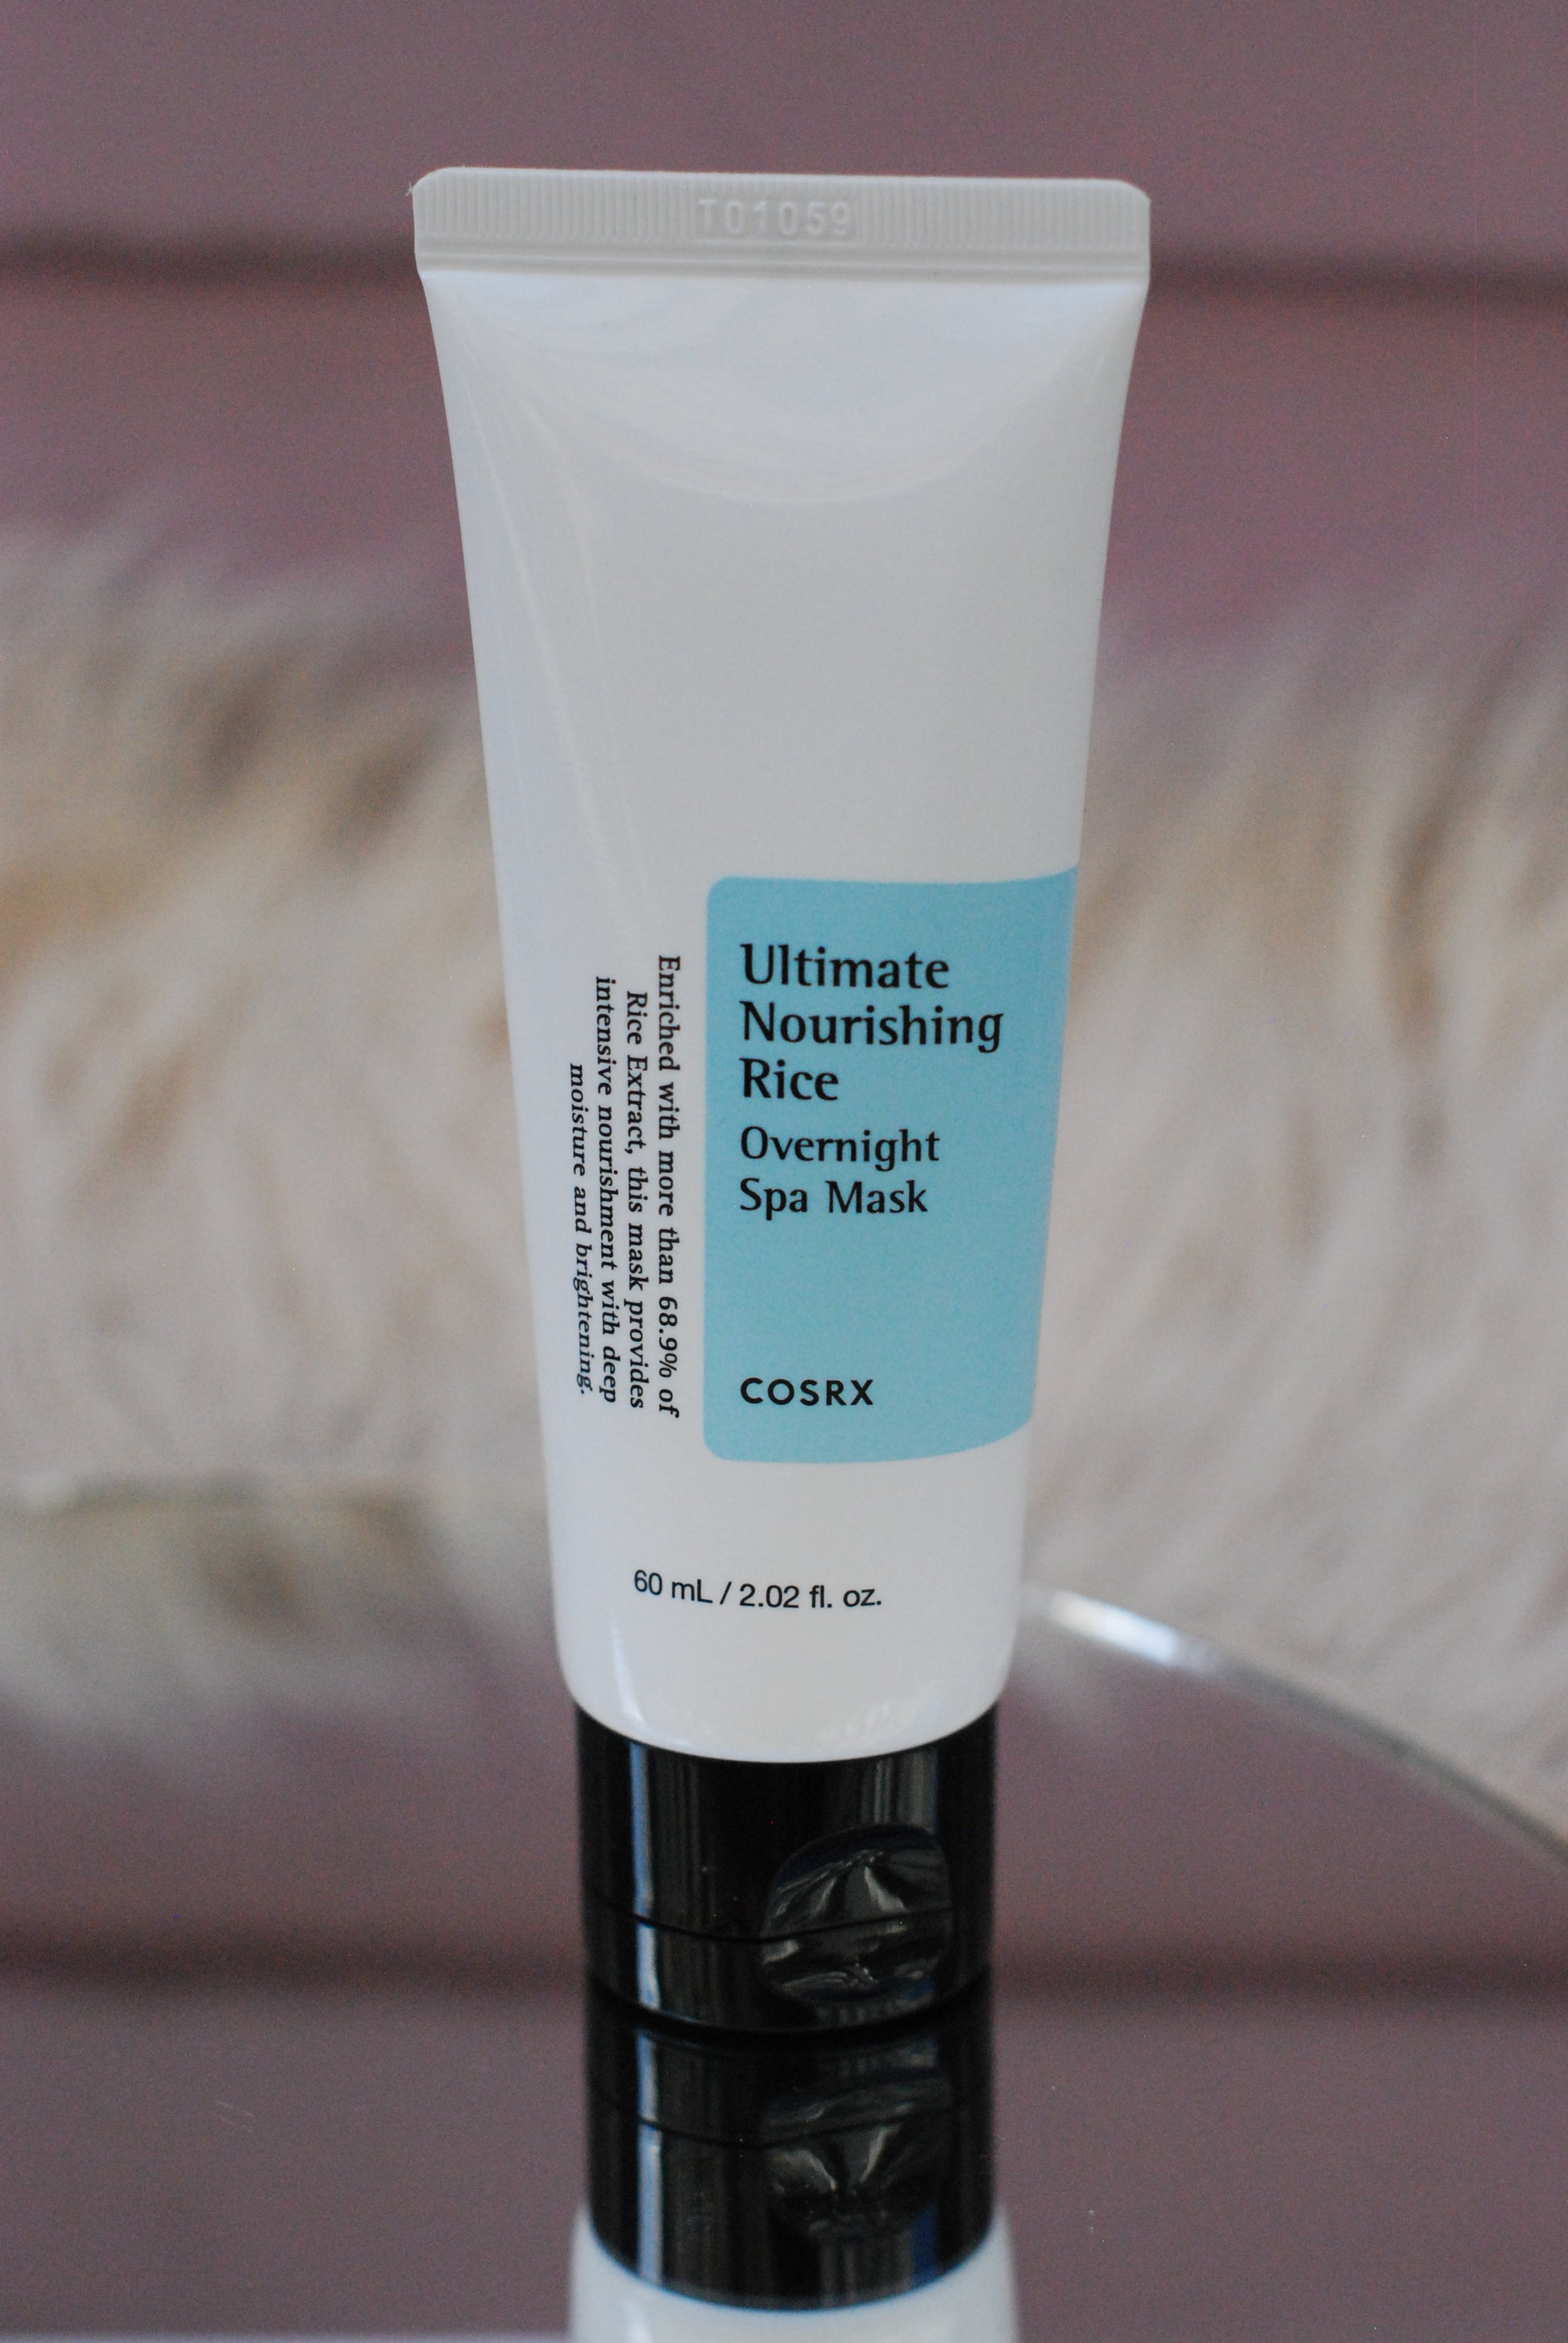 T01059
Ultimate
Nourishing
Rice
Overnight
Spa Mask
COSRX
Enriched with more than 68.9% of
Rice Extract, this mask provides
intensive nourishment with deep
moisture and brightening.
60 mL / 2.02 fl. oz.